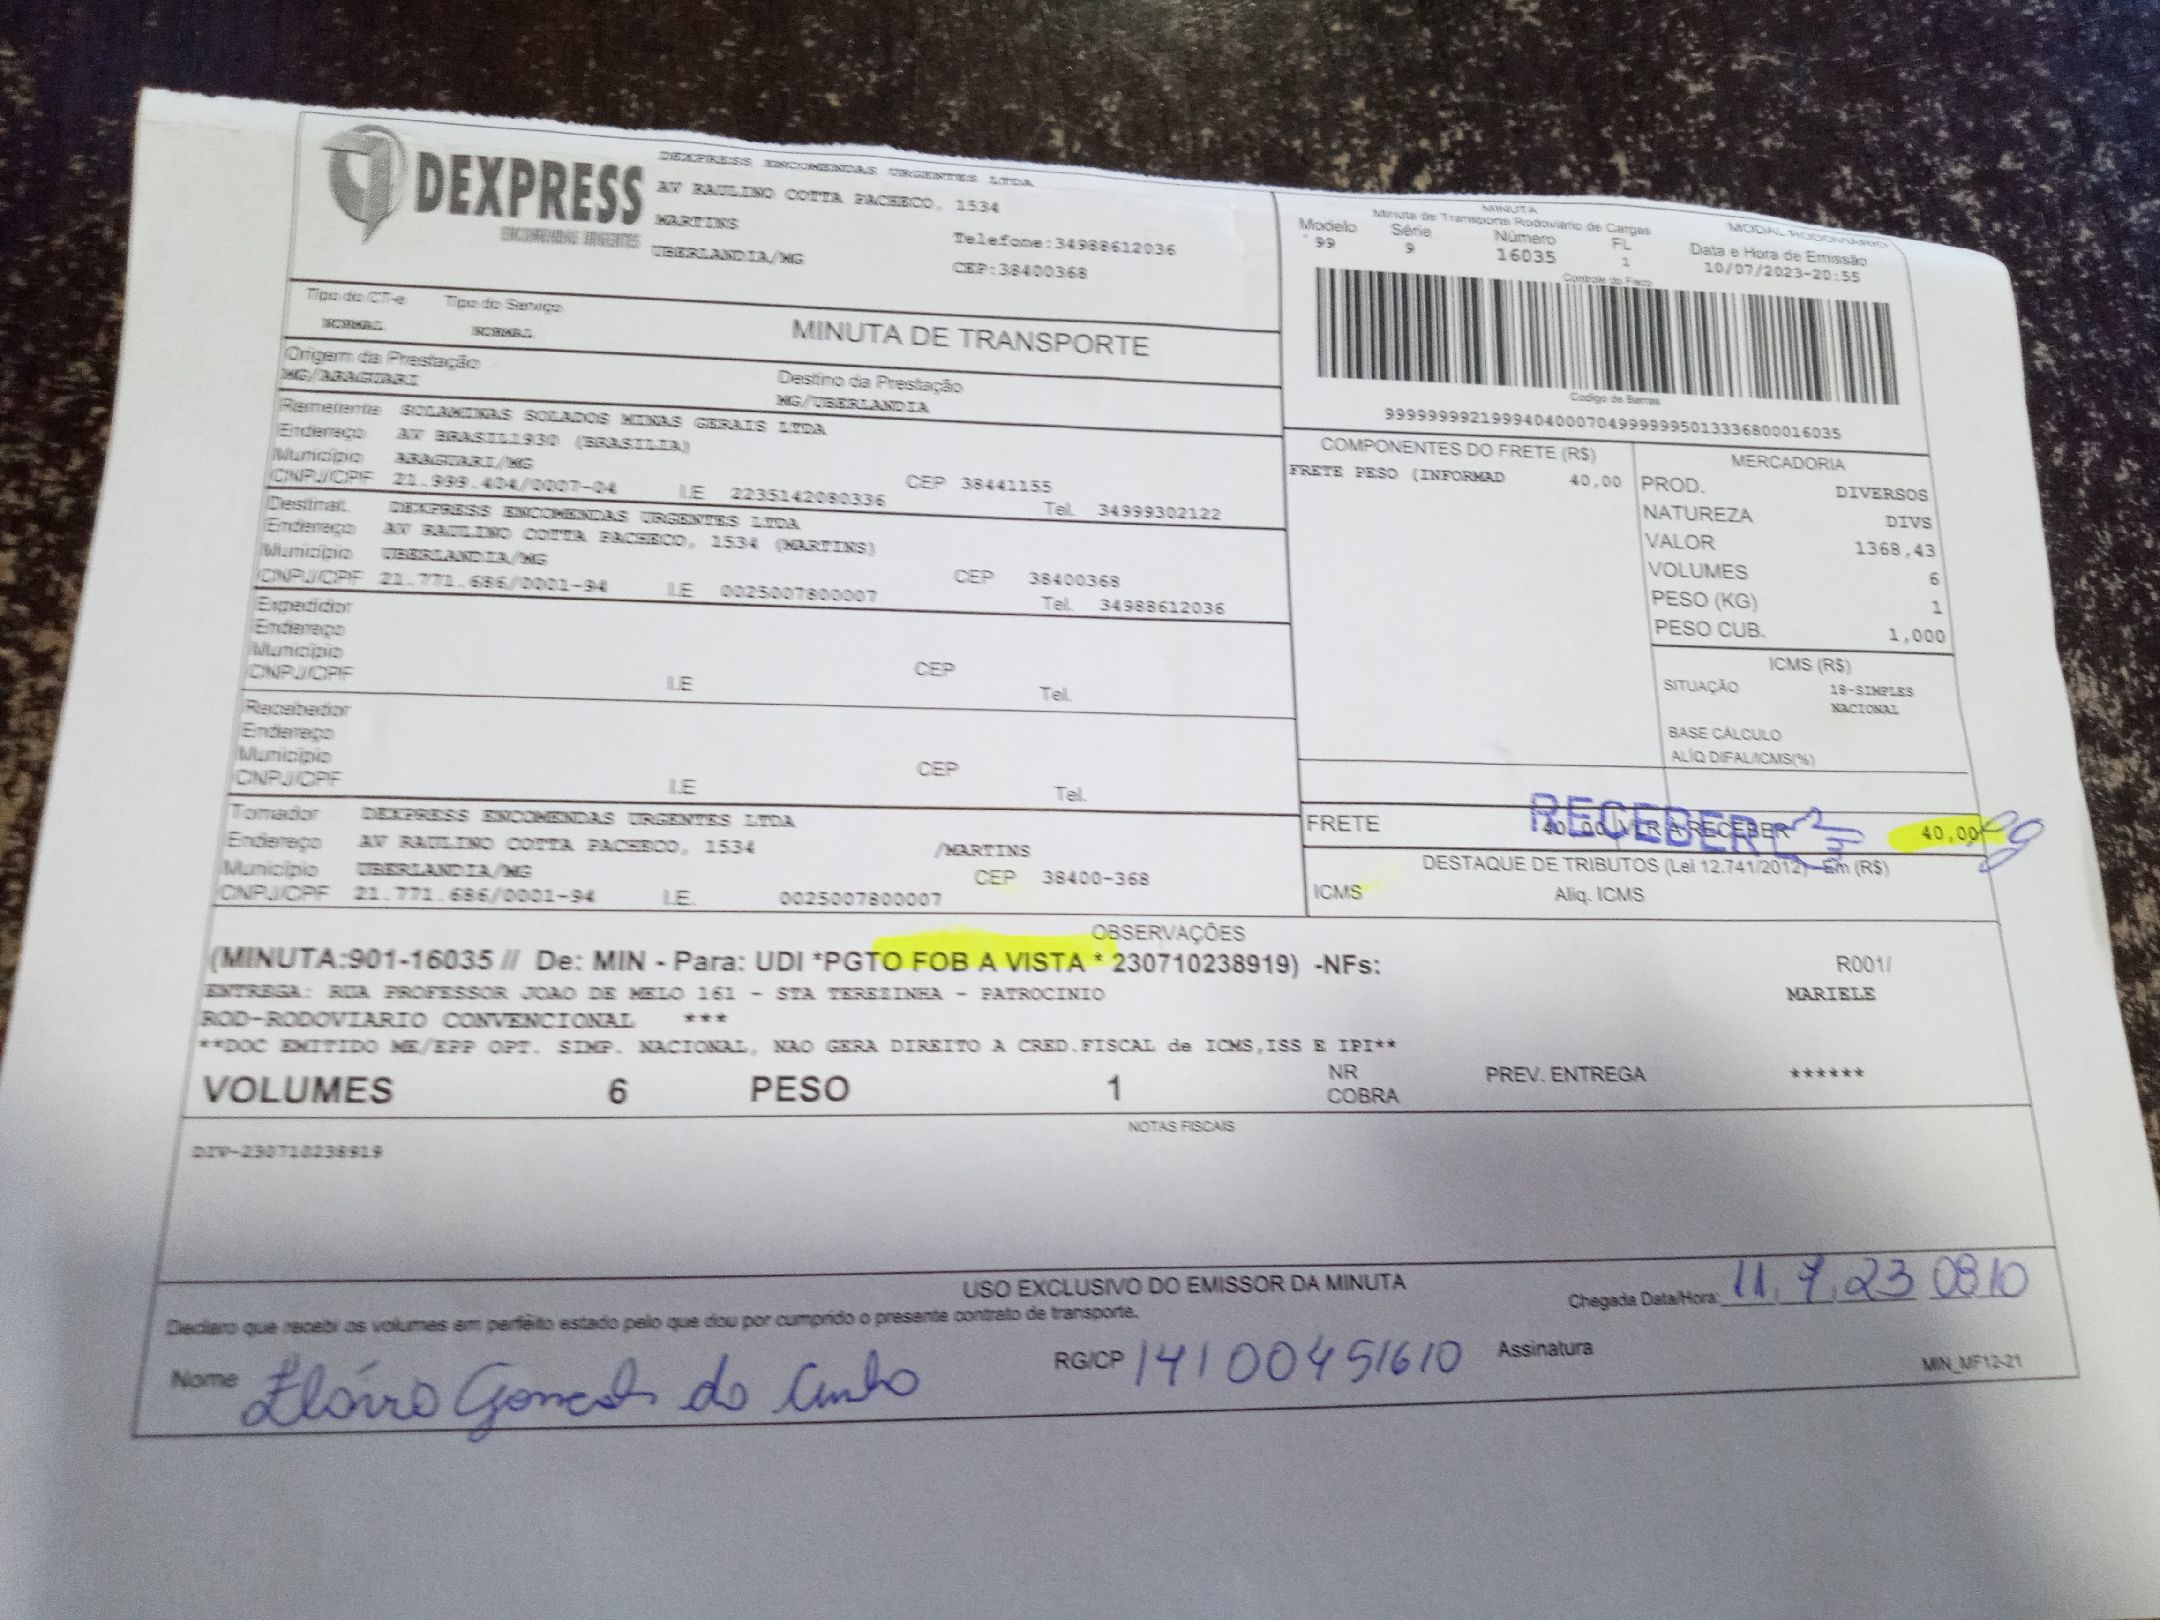 DEXPRESS
ENCOMENDAS URGENTES
DEXPRESS ENCOMENDAS URGENTES LTDA
AV RAULINO COTTA PACHECO, 1534
MARTINS
UBERLANDIA/MG
Telefone:34988612036
CEP:38400368
MINUTA
MODAL RODOVIÁRIO
Minuta de Transporte Rodoviario de Cargas
Modelo Série Número FL Data e Hora de Emissão
99 9 16035 1 10/07/2023-20:55
Controle do Fisco
Codigo de Barras
Tipo do CT-e Tipo do Serviço
NORMAL NORMAL
MINUTA DE TRANSPORTE
Origem da Prestação
MG/ARAGUARI
Destino da Prestação
MG/UBERLANDIA
Remetente SOLAMINAS SOLADOS MINAS GERAIS LTDA
Endereço AV BRASIL1930 (BRASILIA)
Município ARAGUARI/MG CEP 38441155
CNPJ/CPF 21.999.404/0007-04 I.E 2235142080336 Tel. 34999302122
Destinat. DEXPRESS ENCOMENDAS URGENTES LTDA
Endereço AV RAULINO COTTA PACHECO, 1534 (MARTINS)
Município UBERLANDIA/MG CEP 38400368
CNPJ/CPF 21.771.686/0001-94 I.E 0025007800007 Tel. 34988612036
Expedidor
Endereço
Município CEP
CNPJ/CPF I.E Tel.
Recebedor
Endereço
Município CEP
CNPJ/CPF I.E Tel.
Tomador DEXPRESS ENCOMENDAS URGENTES LTDA
Endereço AV RAULINO COTTA PACHECO, 1534 /MARTINS
Município UBERLANDIA/MG CEP 38400-368
CNPJ/CPF 21.771.686/0001-94 I.E. 0025007800007
COMPONENTES DO FRETE (R$)
FRETE PESO (INFORMAD 40,00
MERCADORIA
PROD. DIVERSOS
NATUREZA DIVS
VALOR 1368,43
VOLUMES 6
PESO (KG) 1
PESO CUB. 1,000
ICMS (R$)
SITUAÇÃO 18-SIMPLES
NACIONAL
BASE CÁLCULO
ALÍQ DIFAL/ICMS(%)
RECEBER
FRETE 40,00 A RECEBER 40,00
DESTAQUE DE TRIBUTOS (Lei 12.741/2012) - Em (R$)
ICMS Aliq. ICMS
OBSERVAÇÕES
(MINUTA:901-16035 // De: MIN - Para: UDI *PGTO FOB A VISTA * 230710238919) -NFs: R001/
ENTREGA: RUA PROFESSOR JOAO DE MELO 161 - STA TEREZINHA - PATROCINIO MARIELE
ROD-RODOVIARIO CONVENCIONAL ***
**DOC EMITIDO ME/EPP OPT. SIMP. NACIONAL, NAO GERA DIREITO A CRED.FISCAL de ICMS,ISS E IPI**
VOLUMES 6 PESO 1 NR COBRA PREV. ENTREGA ******
NOTAS FISCAIS
DIV-230710238919
USO EXCLUSIVO DO EMISSOR DA MINUTA
Declaro que recebi os volumes em perfeito estado pelo que dou por cumprido o presente contrato de transporte.
Chegada Data/Hora: 11 7 23 0810
Nome RG/CP 14100451610 Assinatura
MIN_MF12-21